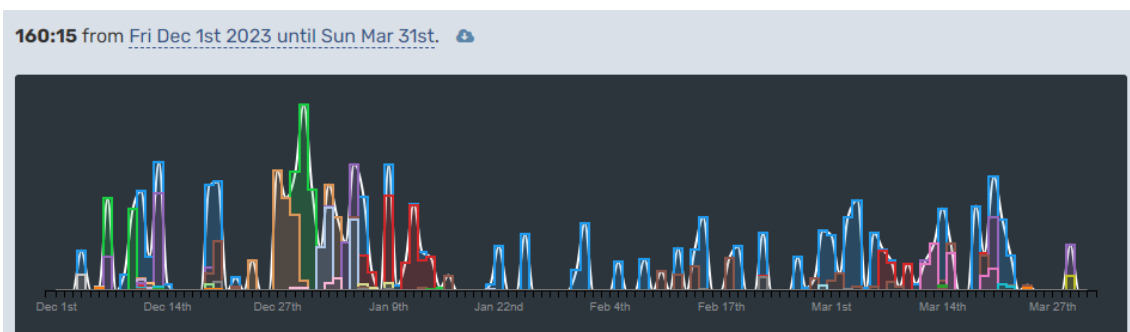 160:15 from Fri Dec 1st 2023 until Sun Mar 31st.
Dec 1st Dec 14th Dec 27th Jan 9th Jan 22nd Feb 4th Feb 17th Mar 1st Mar 14th Mar 27th